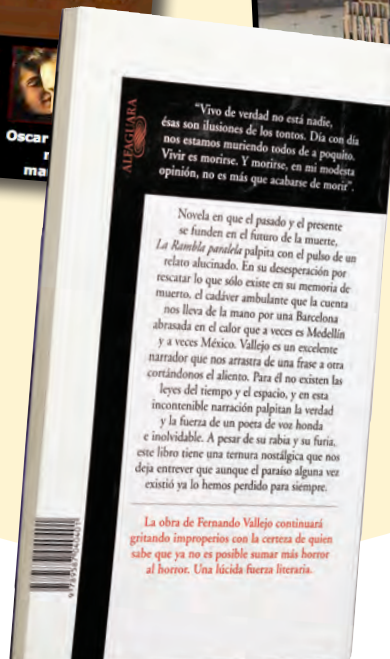 Oscar
ma
ALFAGUARA
"Vivo de verdad no está nadie,
ésas son ilusiones de los tontos. Día con día
nos estamos muriendo todos de a poquito.
Vivir es morirse. Y morirse, en mi modesta
opinión, no es más que acabarse de morir".
Novela en que el pasado y el presente
se funden en el futuro de la muerte,
La Rambla paralela palpita con el pulso de un
relato alucinado. En su desesperación por
rescatar lo que sólo existe en su memoria de
muerto, el cadáver ambulante que la cuenta
nos lleva de la mano por una Barcelona
abrasada en el calor que a veces es Medellín
y a veces México. Vallejo es un excelente
narrador que nos arrastra de una frase a otra
cortándonos el aliento. Para él no existen las
leyes del tiempo y el espacio, y en esta
incontenible narración palpitan la verdad
y la fuerza de un poeta de voz honda
e inolvidable. A pesar de su rabia y su furia,
este libro tiene una ternura nostálgica que nos
deja entrever que aunque el paraíso alguna vez
existió ya lo hemos perdido para siempre.
La obra de Fernando Vallejo continuará
gritando improperios con la certeza de quien
sabe que ya no es posible sumar más horror
al horror. Una lúcida fuerza literaria.